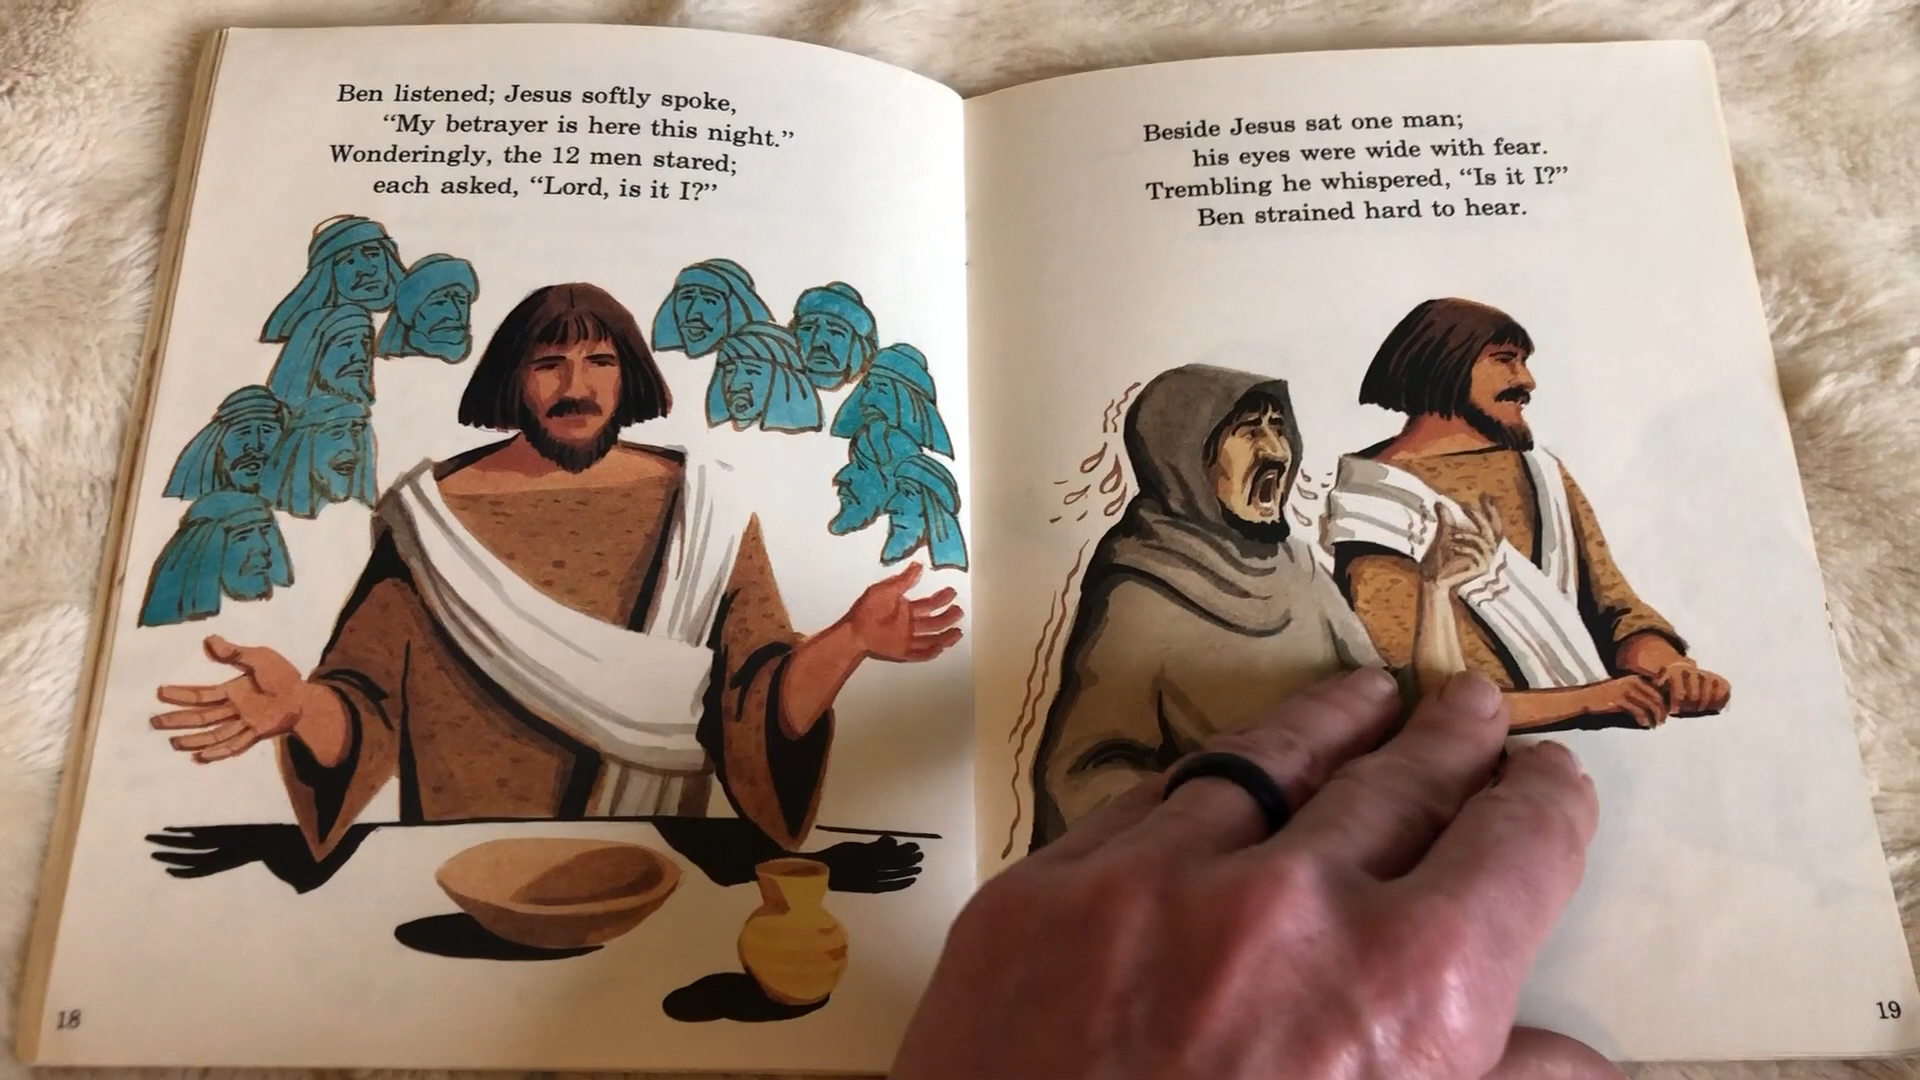 Ben listened; Jesus softly spoke,
“My betrayer is here this night.”
Wonderingly, the 12 men stared;
each asked, “Lord, is it I?”
18
Beside Jesus sat one man;
his eyes were wide with fear.
Trembling he whispered, “Is it I?”
Ben strained hard to hear.
19